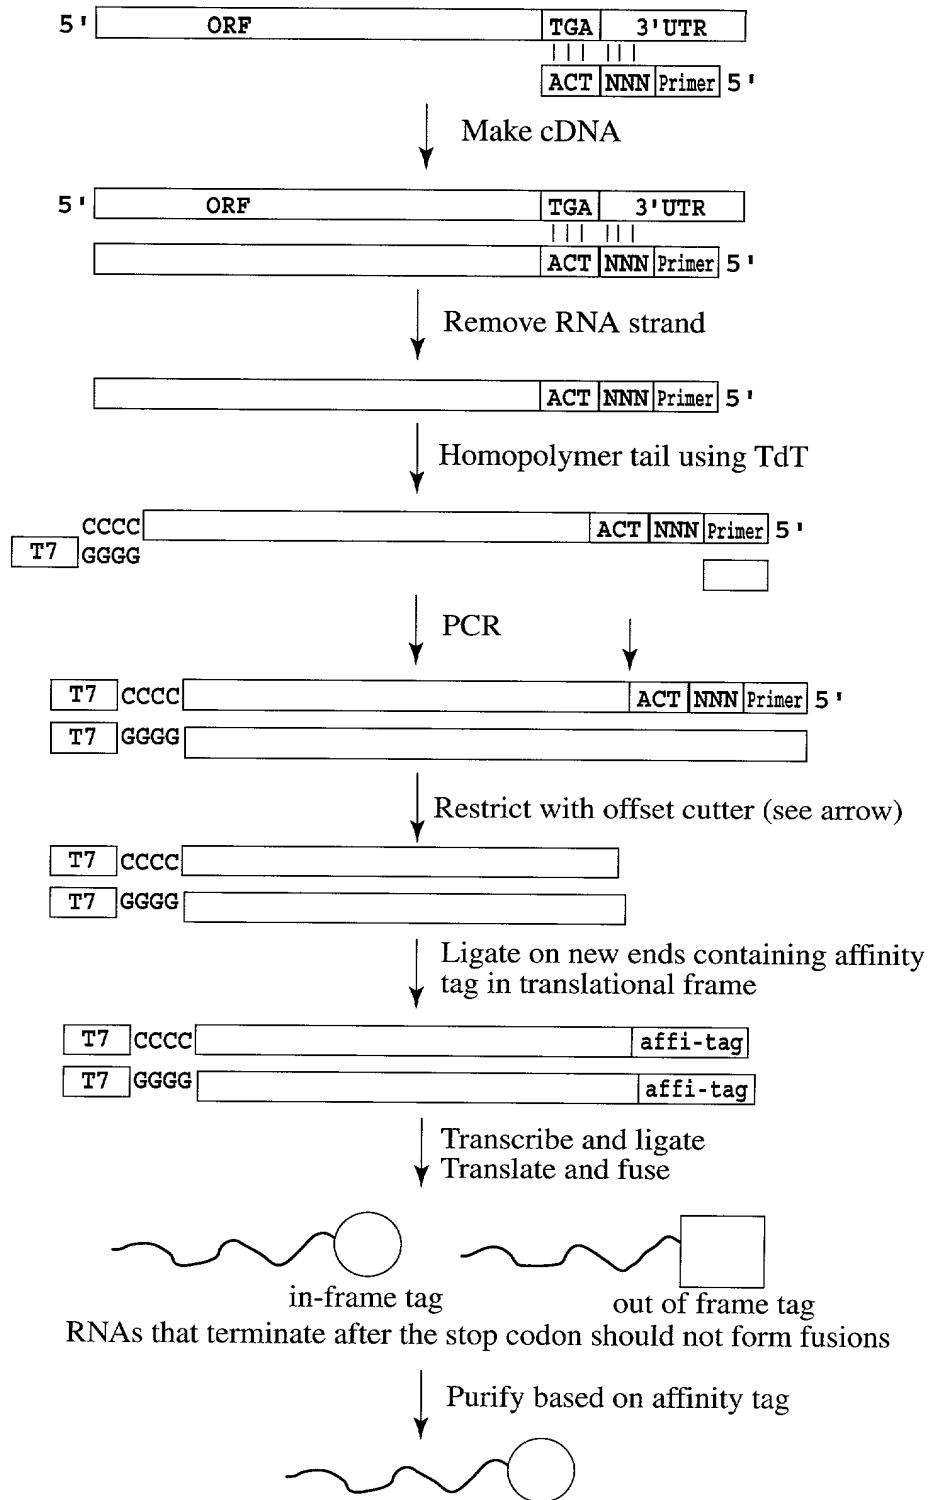 5' ORF TGA 3'UTR
ACT NNN Primer 5'
Make cDNA
5' ORF TGA 3'UTR
ACT NNN Primer 5'
Remove RNA strand
ACT NNN Primer 5'
Homopolymer tail using TdT
CCCC ACT NNN Primer 5'
T7 GGGG
PCR
T7 CCCC ACT NNN Primer 5'
T7 GGGG
Restrict with offset cutter (see arrow)
T7 CCCC
T7 GGGG
Ligate on new ends containing affinity
tag in translational frame
T7 CCCC affi-tag
T7 GGGG affi-tag
Transcribe and ligate
Translate and fuse
in-frame tag out of frame tag
RNAs that terminate after the stop codon should not form fusions
Purify based on affinity tag